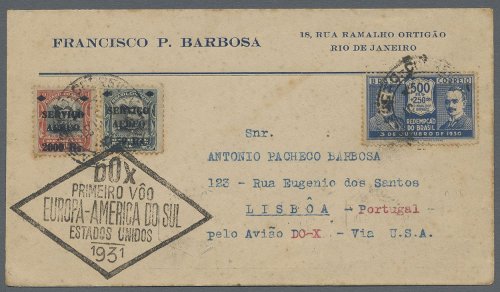 FRANCISCO P. BARBOSA
18, RUA RAMALHO ORTIGÃO
RIO DE JANEIRO
SERVIÇO
AEREO
SERVIÇO
AEREO
BRASIL CORREIO
REDEMPÇÃO
DO BRASIL
3 DE OUTUBRO DE 1930
DOX
PRIMEIRO VÔO
EUROPA-AMERICA DO SUL
ESTADOS UNIDOS
1931
Snr.
ANTONIO PACHECO BARBOSA
123 - Rua Eugenio dos Santos
LISBÔA - Portugal
pelo Avião DO-X - Via U.S.A.